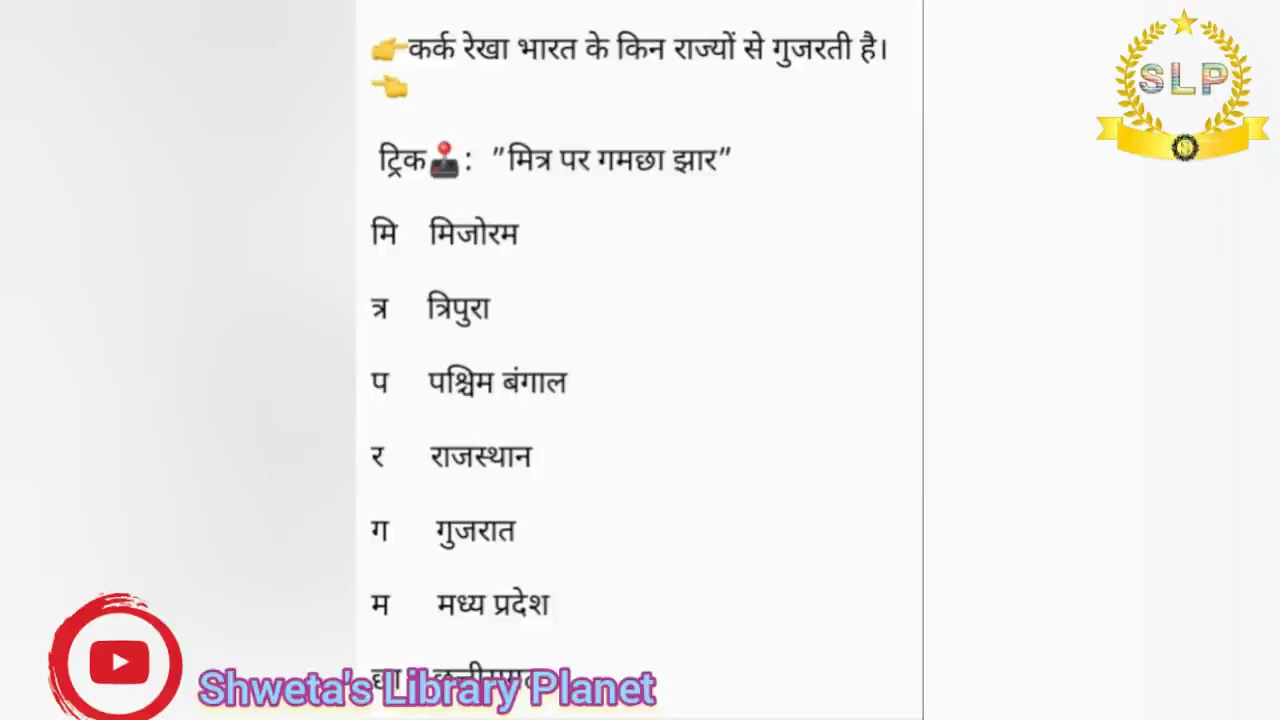 👉कर्क रेखा भारत के किन राज्यों से गुजरती है।
👈
SLP
ट्रिक🕹️: "मित्र पर गमछा झार"
मि मिजोरम
त्र त्रिपुरा
प पश्चिम बंगाल
र राजस्थान
ग गुजरात
म मध्य प्रदेश
Shweta's Library Planet